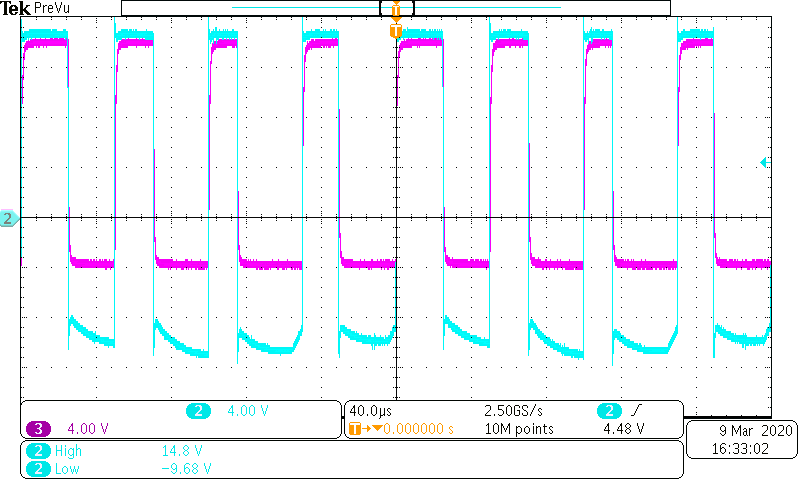 Tek PreVu
T
T
2
2 4.00 V
3 4.00 V
40.0µs 2.50GS/s 2
T→▼0.000000 s 10M points 4.48 V
2 High 14.8 V
2 Low −9.68 V
9 Mar 2020
16:33:02